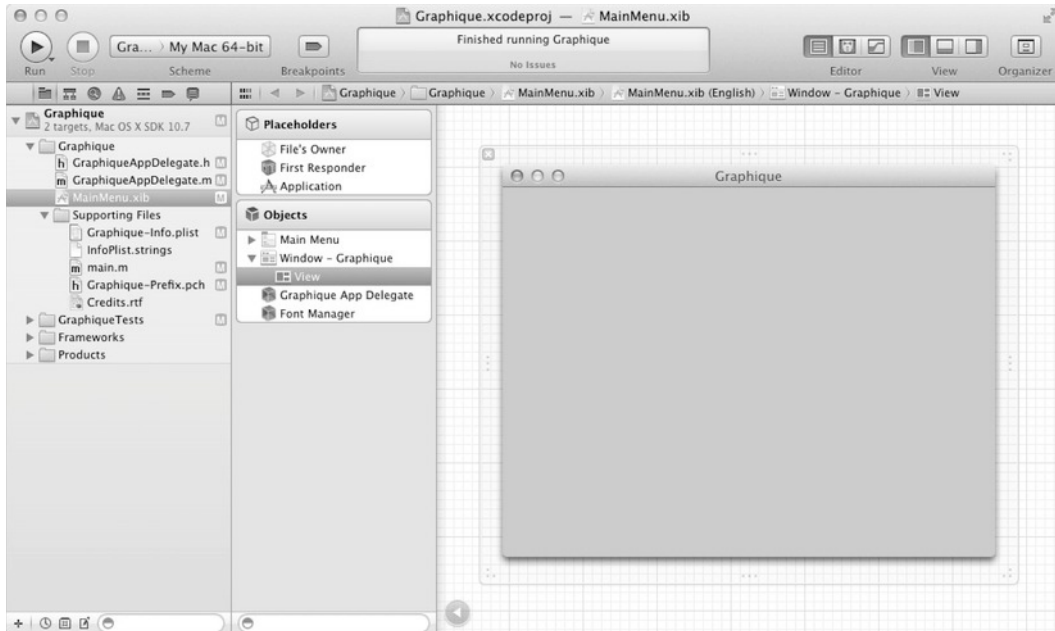 Graphique.xcodeproj — MainMenu.xib
Gra... 〉 My Mac 64-bit
Finished running Graphique
No Issues
Run
Stop
Scheme
Breakpoints
Editor
View
Organizer
Graphique 〉 Graphique 〉 MainMenu.xib 〉 MainMenu.xib (English) 〉 Window – Graphique 〉 View
Graphique
2 targets, Mac OS X SDK 10.7
Graphique
h GraphiqueAppDelegate.h M
m GraphiqueAppDelegate.m M
MainMenu.xib M
Supporting Files
Graphique-Info.plist M
InfoPlist.strings
m main.m M
h Graphique-Prefix.pch M
Credits.rtf
GraphiqueTests M
Frameworks
Products
Placeholders
File's Owner
First Responder
Application
Objects
Main Menu
Window – Graphique
View
Graphique App Delegate
Font Manager
Graphique